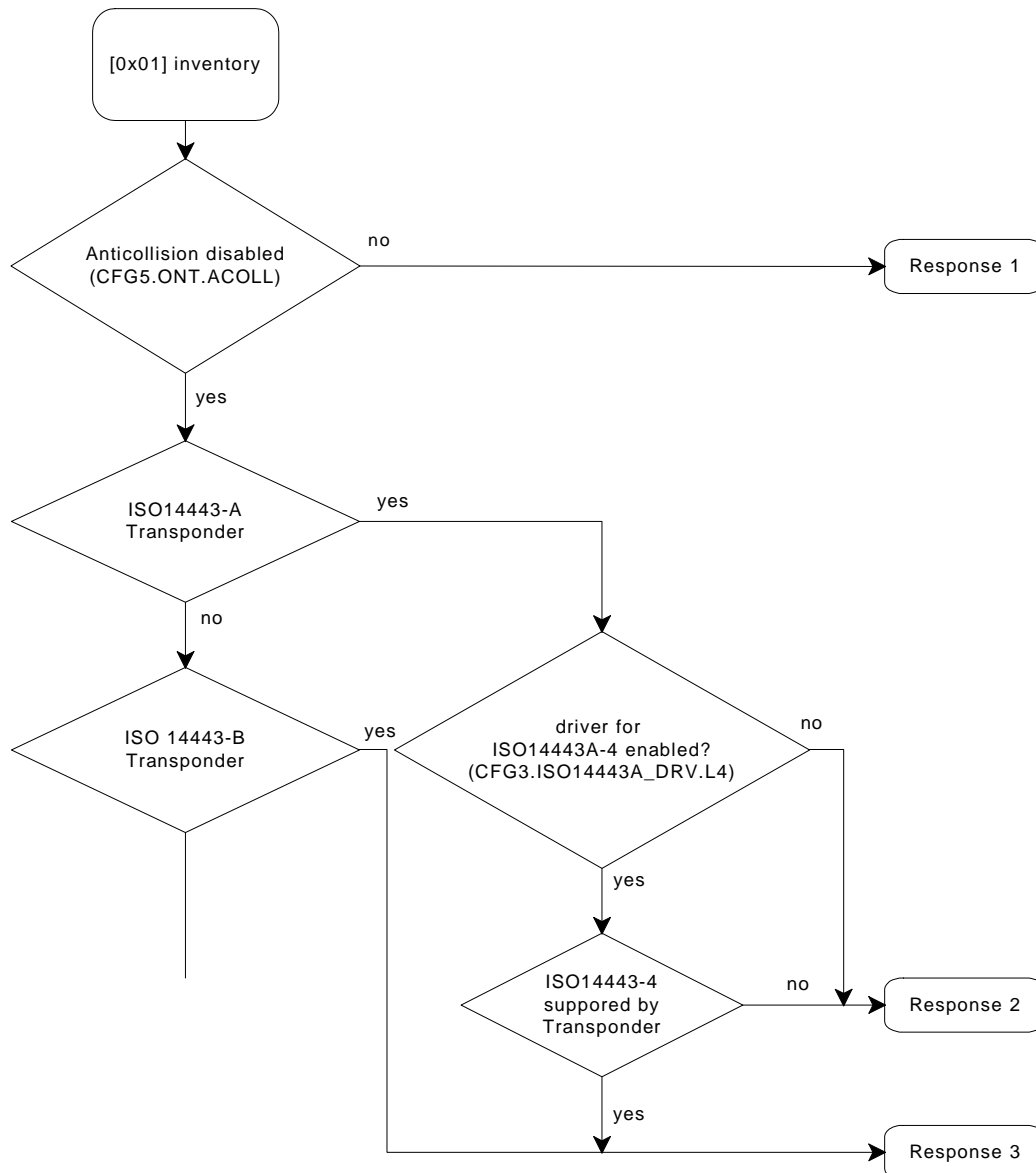 [0x01] inventory
Anticollision disabled
(CFG5.ONT.ACOLL)
no
Response 1
yes
ISO14443-A
Transponder
yes
no
ISO 14443-B
Transponder
yes
driver for
ISO14443A-4 enabled?
(CFG3.ISO14443A_DRV.L4)
no
yes
ISO14443-4
suppored by
Transponder
no
Response 2
yes
Response 3